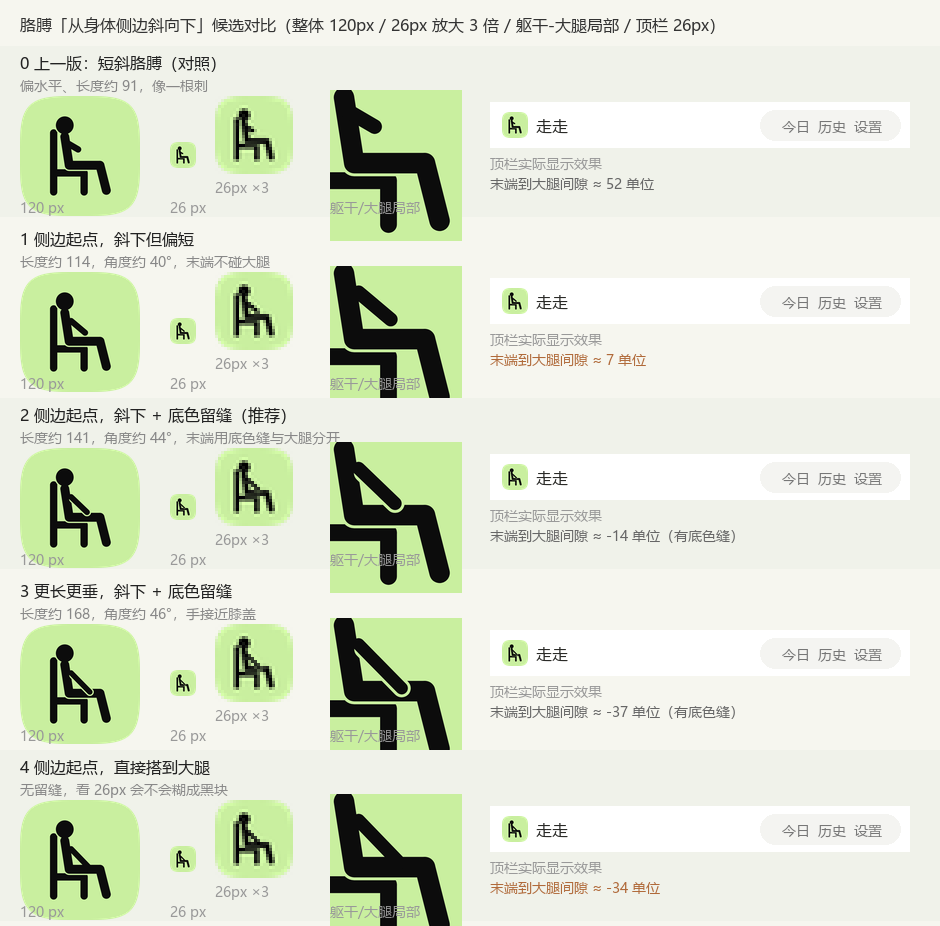 胳膊「从身体侧边斜向下」候选对比（整体 120px / 26px 放大 3 倍 / 躯干-大腿局部 / 顶栏 26px）
0 上一版：短斜胳膊（对照）
偏水平、长度约 91，像一根刺
120 px
26 px
26px ×3
躯干/大腿局部
走走
今日 历史 设置
顶栏实际显示效果
末端到大腿间隙 ≈ 52 单位
1 侧边起点，斜下但偏短
长度约 114，角度约 40°，末端不碰大腿
120 px
26 px
26px ×3
躯干/大腿局部
走走
今日 历史 设置
顶栏实际显示效果
末端到大腿间隙 ≈ 7 单位
2 侧边起点，斜下 + 底色留缝（推荐）
长度约 141，角度约 44°，末端用底色缝与大腿分开
120 px
26 px
26px ×3
躯干/大腿局部
走走
今日 历史 设置
顶栏实际显示效果
末端到大腿间隙 ≈ -14 单位（有底色缝）
3 更长更垂，斜下 + 底色留缝
长度约 168，角度约 46°，手接近膝盖
120 px
26 px
26px ×3
躯干/大腿局部
走走
今日 历史 设置
顶栏实际显示效果
末端到大腿间隙 ≈ -37 单位（有底色缝）
4 侧边起点，直接搭到大腿
无留缝，看 26px 会不会糊成黑块
120 px
26 px
26px ×3
躯干/大腿局部
走走
今日 历史 设置
顶栏实际显示效果
末端到大腿间隙 ≈ -34 单位